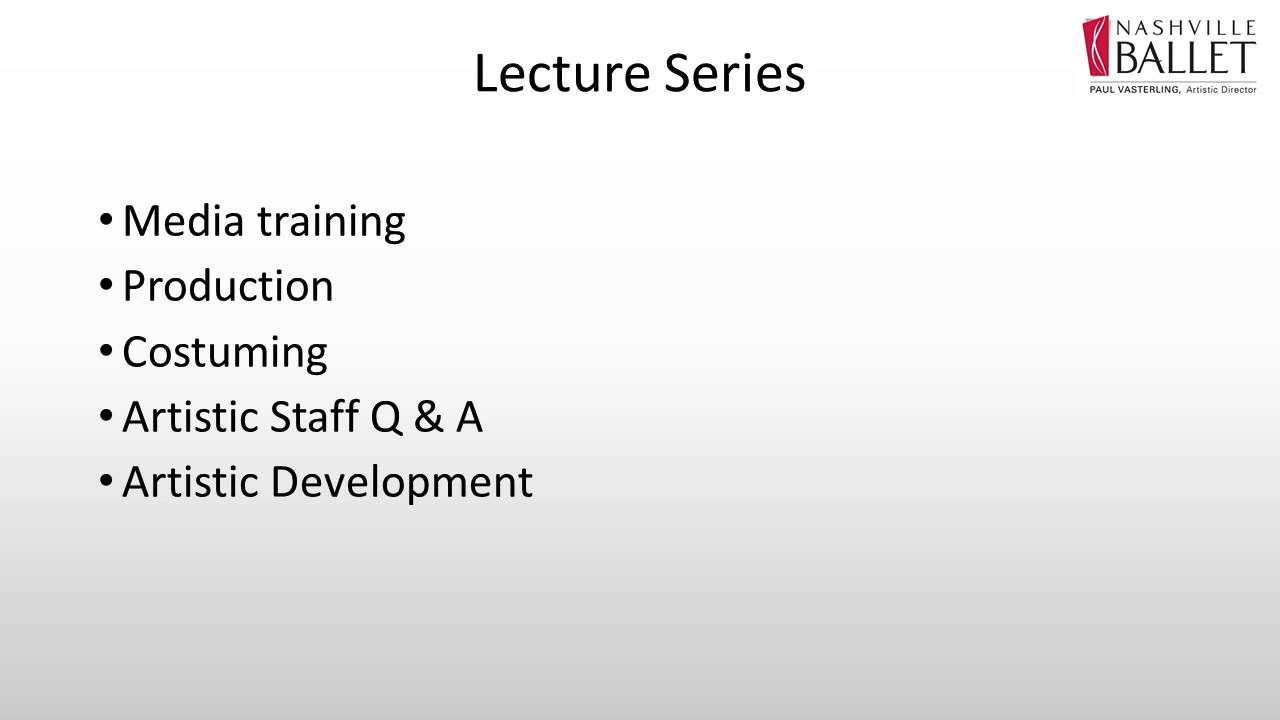 Lecture Series
NASHVILLE
BALLET
PAUL VASTERLING, Artistic Director
• Media training
• Production
• Costuming
• Artistic Staff Q & A
• Artistic Development